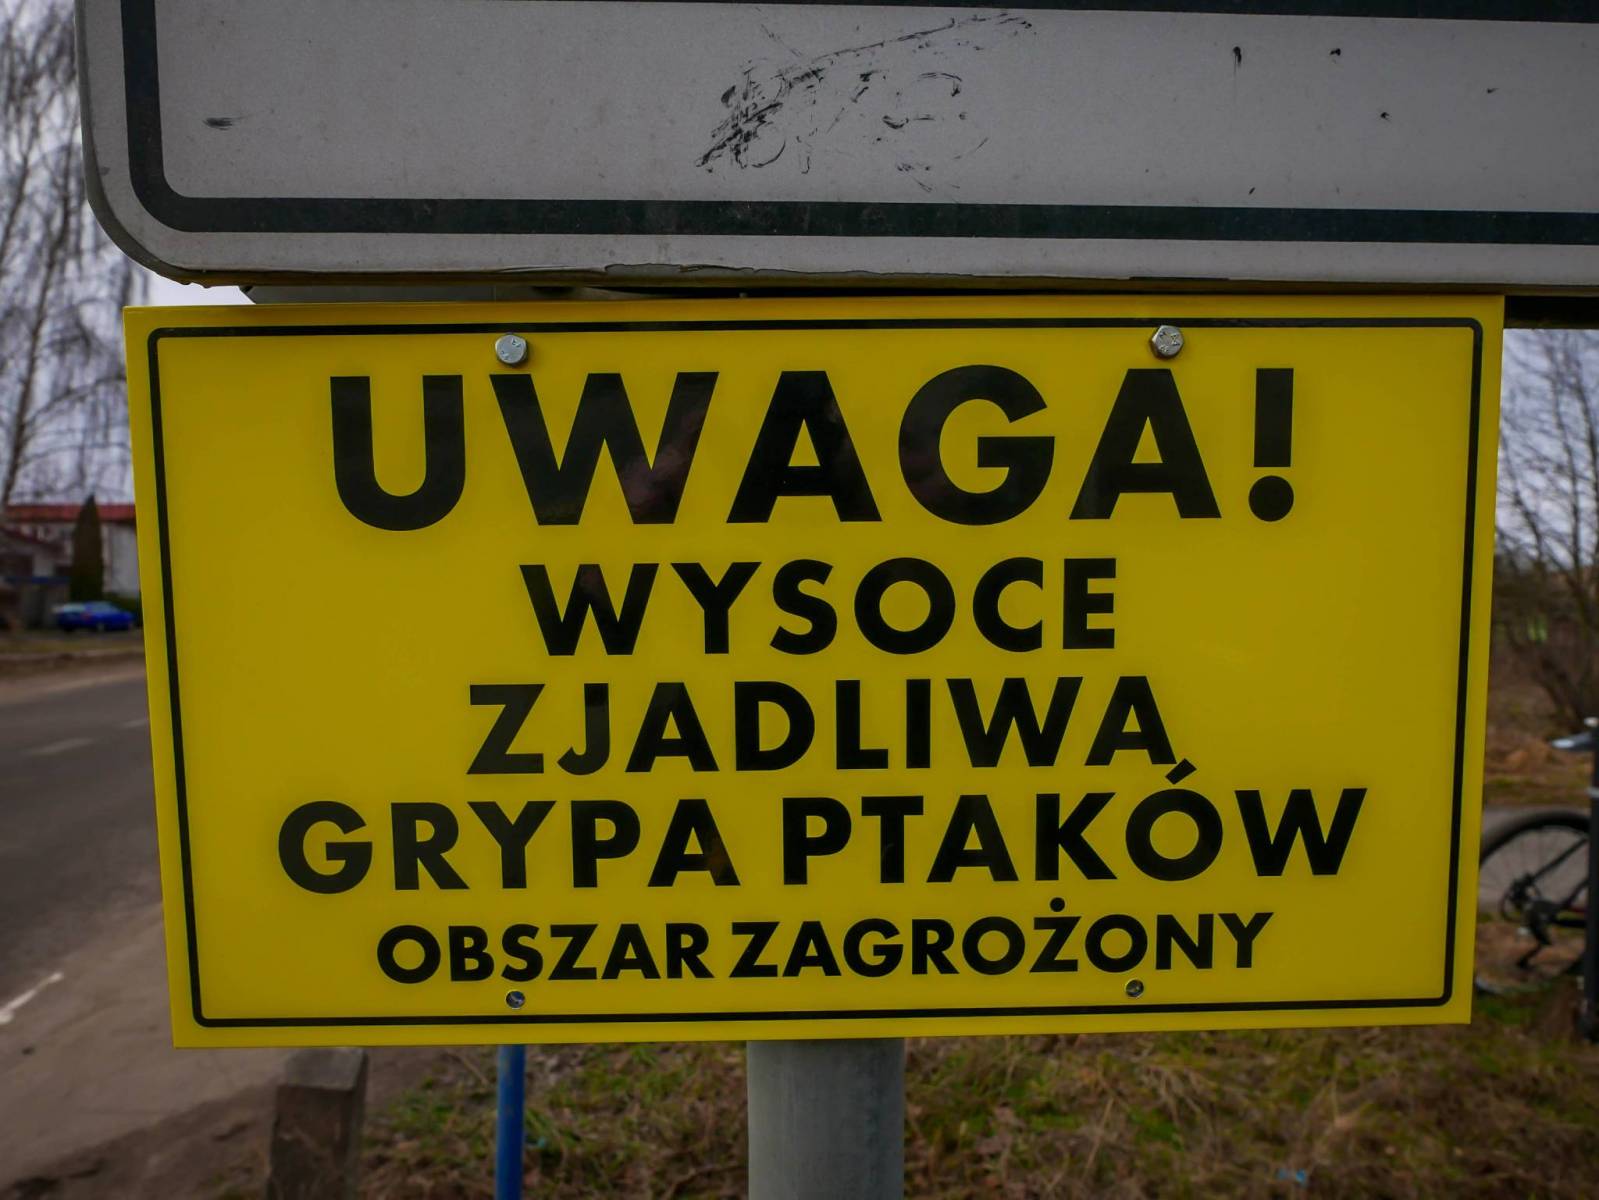 UWAGA!
WYSOCE
ZJADLIWA
GRYPA PTAKÓW
OBSZAR ZAGROŻONY